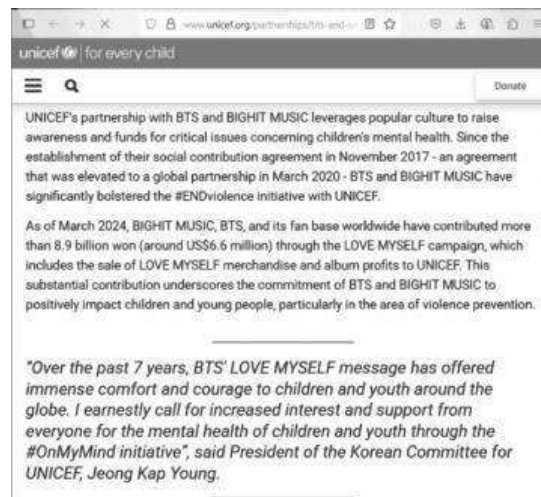 www.unicef.org/partnerships/bts-and-
unicef for every child
Donate
UNICEF's partnership with BTS and BIGHIT MUSIC leverages popular culture to raise
awareness and funds for critical issues concerning children's mental health. Since the
establishment of their social contribution agreement in November 2017 - an agreement
that was elevated to a global partnership in March 2020 - BTS and BIGHIT MUSIC have
significantly bolstered the #ENDviolence initiative with UNICEF.
As of March 2024, BIGHIT MUSIC, BTS, and its fan base worldwide have contributed more
than 8.9 billion won (around US$6.6 million) through the LOVE MYSELF campaign, which
includes the sale of LOVE MYSELF merchandise and album profits to UNICEF. This
substantial contribution underscores the commitment of BTS and BIGHIT MUSIC to
positively impact children and young people, particularly in the area of violence prevention.
"Over the past 7 years, BTS' LOVE MYSELF message has offered
immense comfort and courage to children and youth around the
globe. I earnestly call for increased interest and support from
everyone for the mental health of children and youth through the
#OnMyMind initiative", said President of the Korean Committee for
UNICEF, Jeong Kap Young.